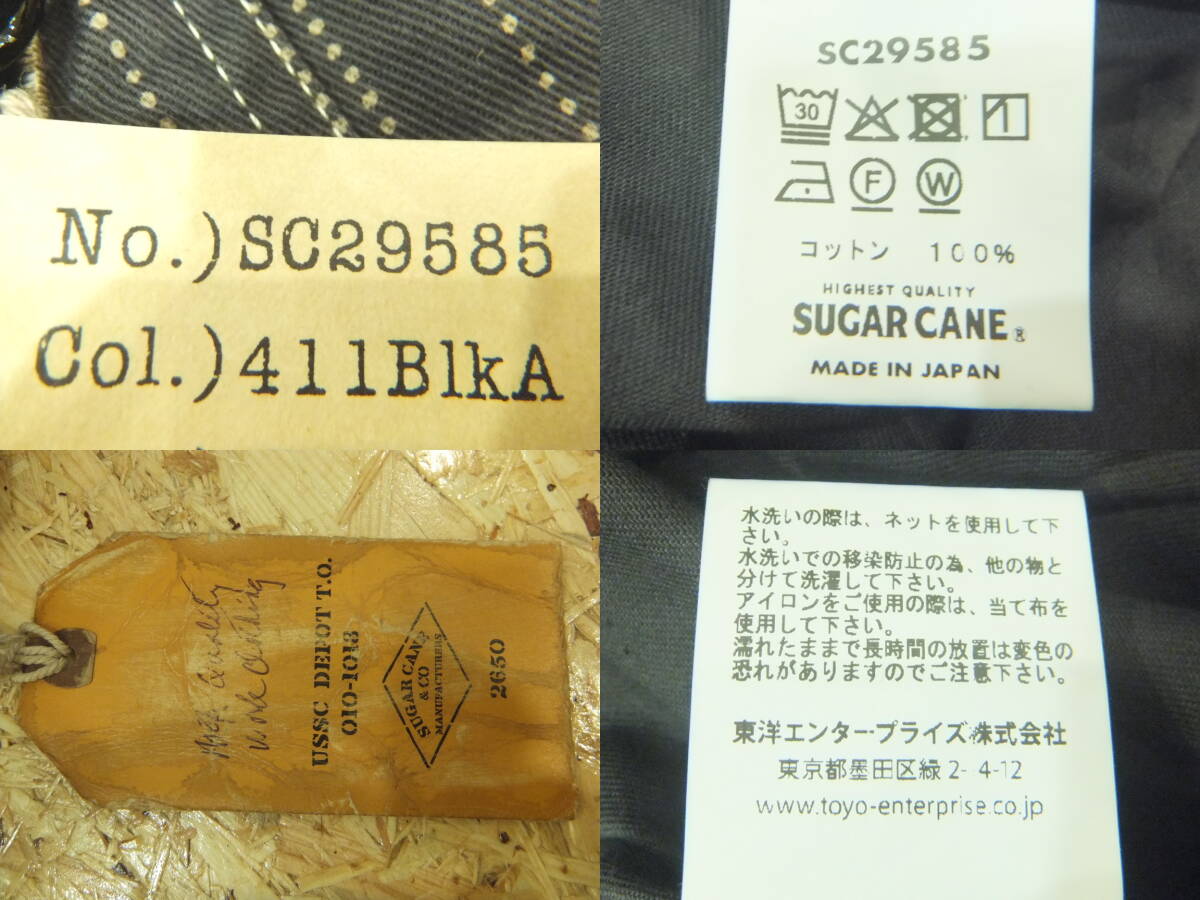 No.)SC29585
Col.)411BlkA
SC29585
30
F W
コットン 100%
HIGHEST QUALITY
SUGAR CANE ®
MADE IN JAPAN
Quality
Work Clothing
USSC DEPOT T.O.
010-1018
SUGAR CANE
& CO
MANUFACTURERS
2650
水洗いの際は、ネットを使用して下
さい。
水洗いでの移染防止の為、他の物と
分けて洗濯して下さい。
アイロンをご使用の際は、当て布を
使用して下さい。
濡れたままで長時間の放置は変色の
恐れがありますのでご注意下さい。
東洋エンタープライズ株式会社
東京都墨田区緑2-4-12
www.toyo-enterprise.co.jp